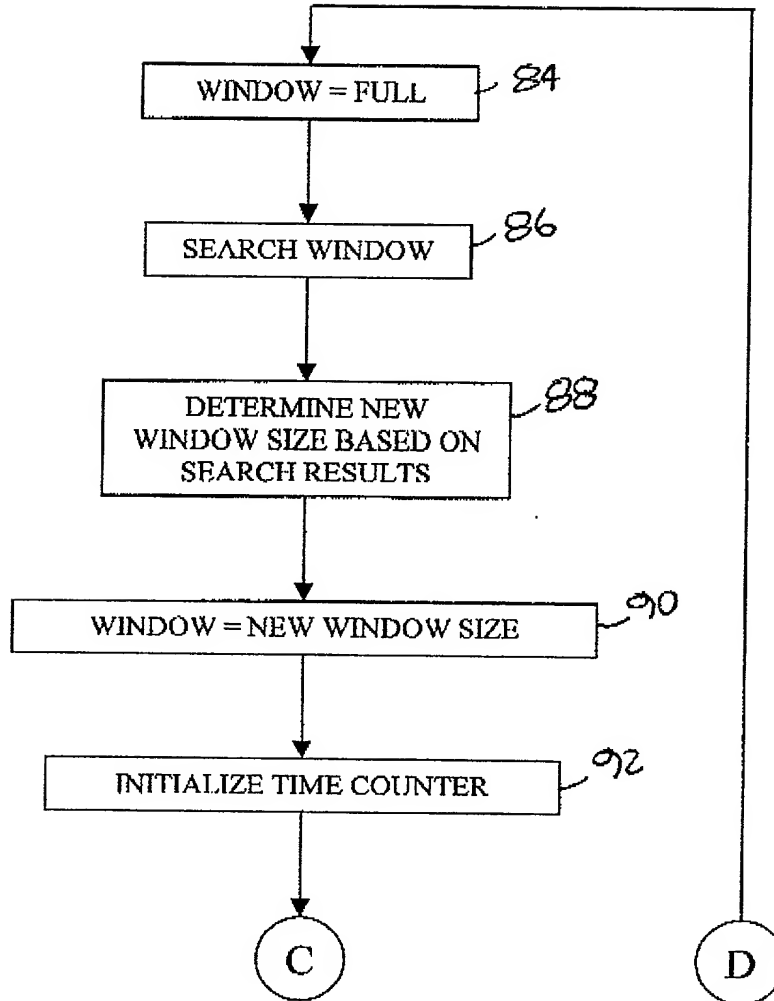 WINDOW = FULL
84
SEARCH WINDOW
86
DETERMINE NEW
WINDOW SIZE BASED ON
SEARCH RESULTS
88
WINDOW = NEW WINDOW SIZE
90
INITIALIZE TIME COUNTER
92
C
D